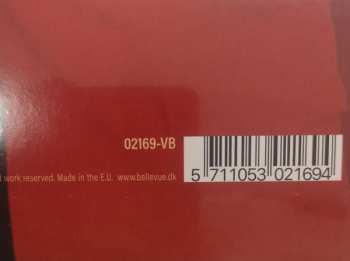 02169-VB
5 711053 021694
work reserved. Made in the E.U. www.bellevue.dk